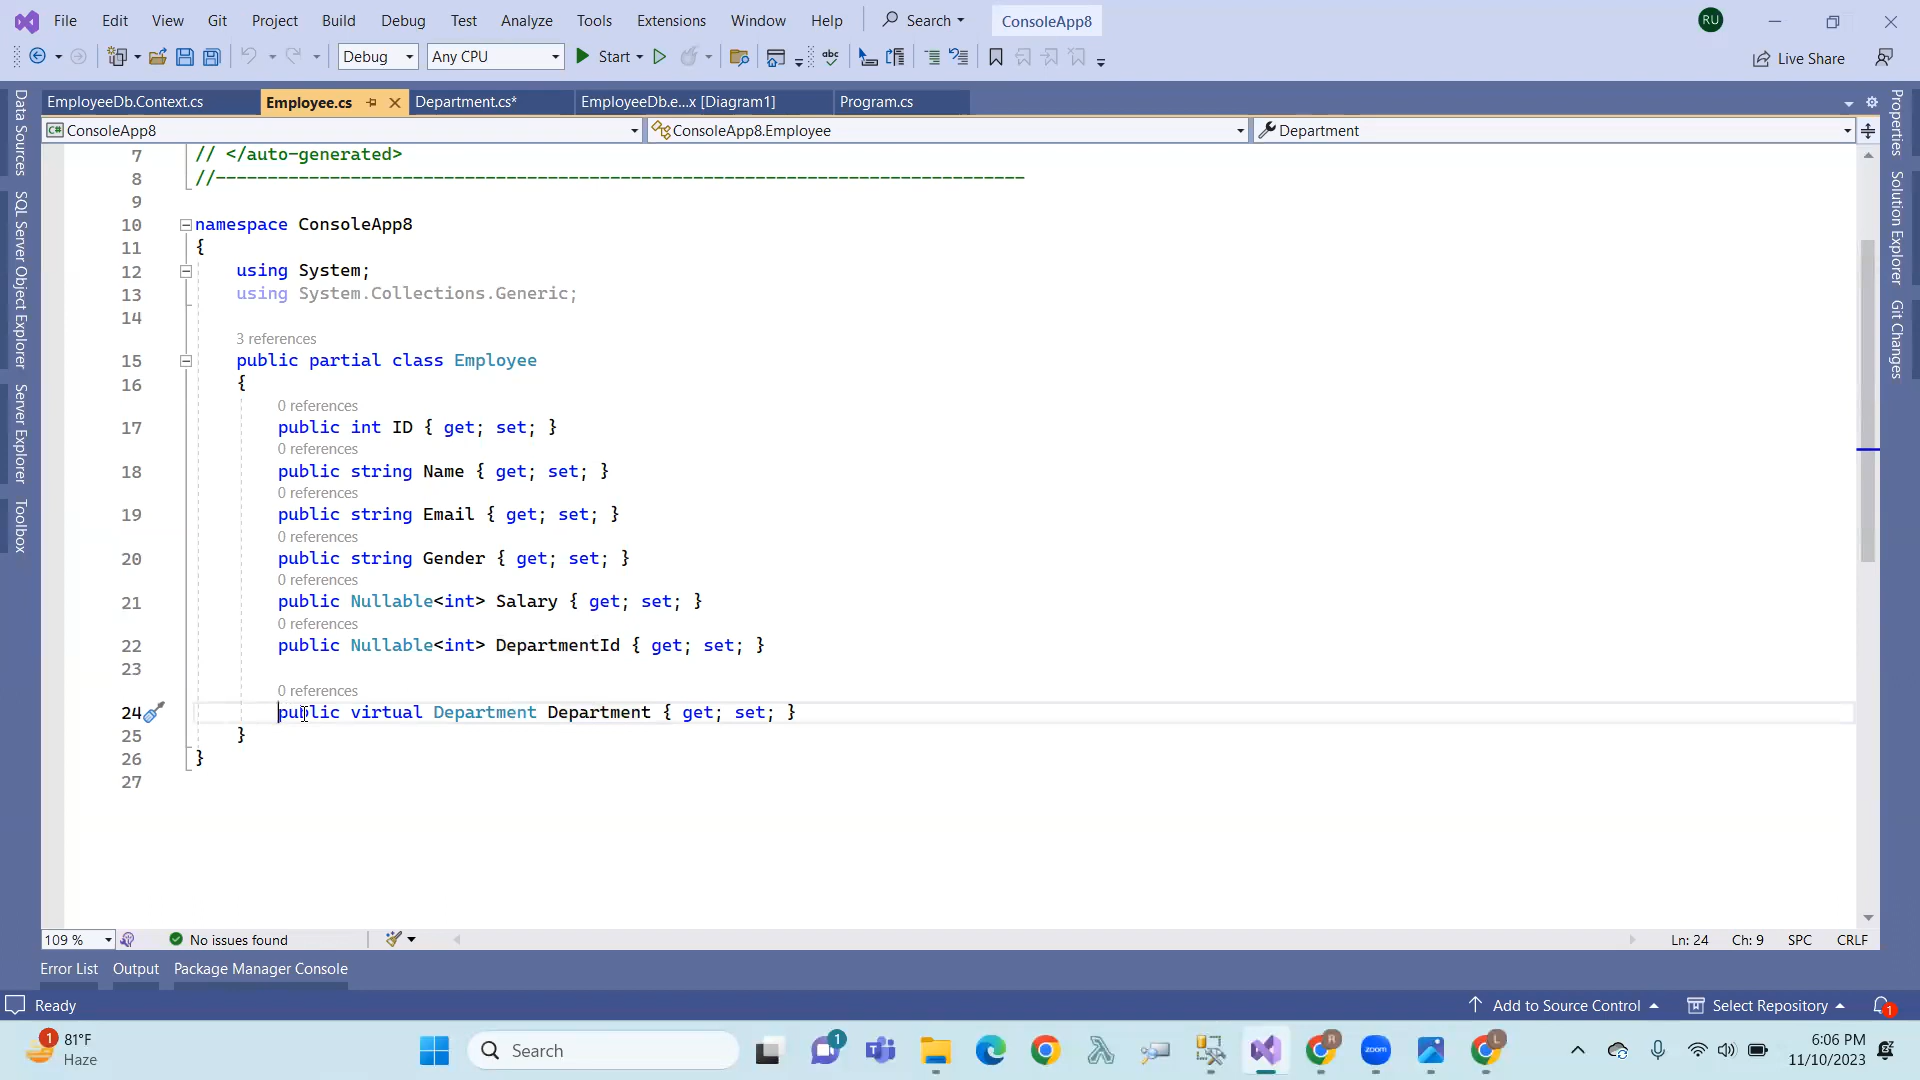 File Edit View Git Project Build Debug Test Analyze Tools Extensions Window Help Search ConsoleApp8 RU
Debug Any CPU Start abc Live Share
EmployeeDb.Context.cs Employee.cs Department.cs* EmployeeDb.e...x [Diagram1] Program.cs
C# ConsoleApp8 ConsoleApp8.Employee Department
Data Sources
SQL Server Object Explorer
Server Explorer
Toolbox
7 // </auto-generated>
8 //------------------------------------------------------------------------------
9
10 namespace ConsoleApp8
11 {
12 using System;
13 using System.Collections.Generic;
14
3 references
15 public partial class Employee
16 {
0 references
17 public int ID { get; set; }
0 references
18 public string Name { get; set; }
0 references
19 public string Email { get; set; }
0 references
20 public string Gender { get; set; }
0 references
21 public Nullable<int> Salary { get; set; }
0 references
22 public Nullable<int> DepartmentId { get; set; }
23
0 references
24 public virtual Department Department { get; set; }
25 }
26 }
27
Properties
Solution Explorer
Git Changes
109 % No issues found Ln: 24 Ch: 9 SPC CRLF
Error List Output Package Manager Console
Ready Add to Source Control Select Repository 1
1 81°F
Haze
Search
1
R
zoom
L
6:06 PM
11/10/2023